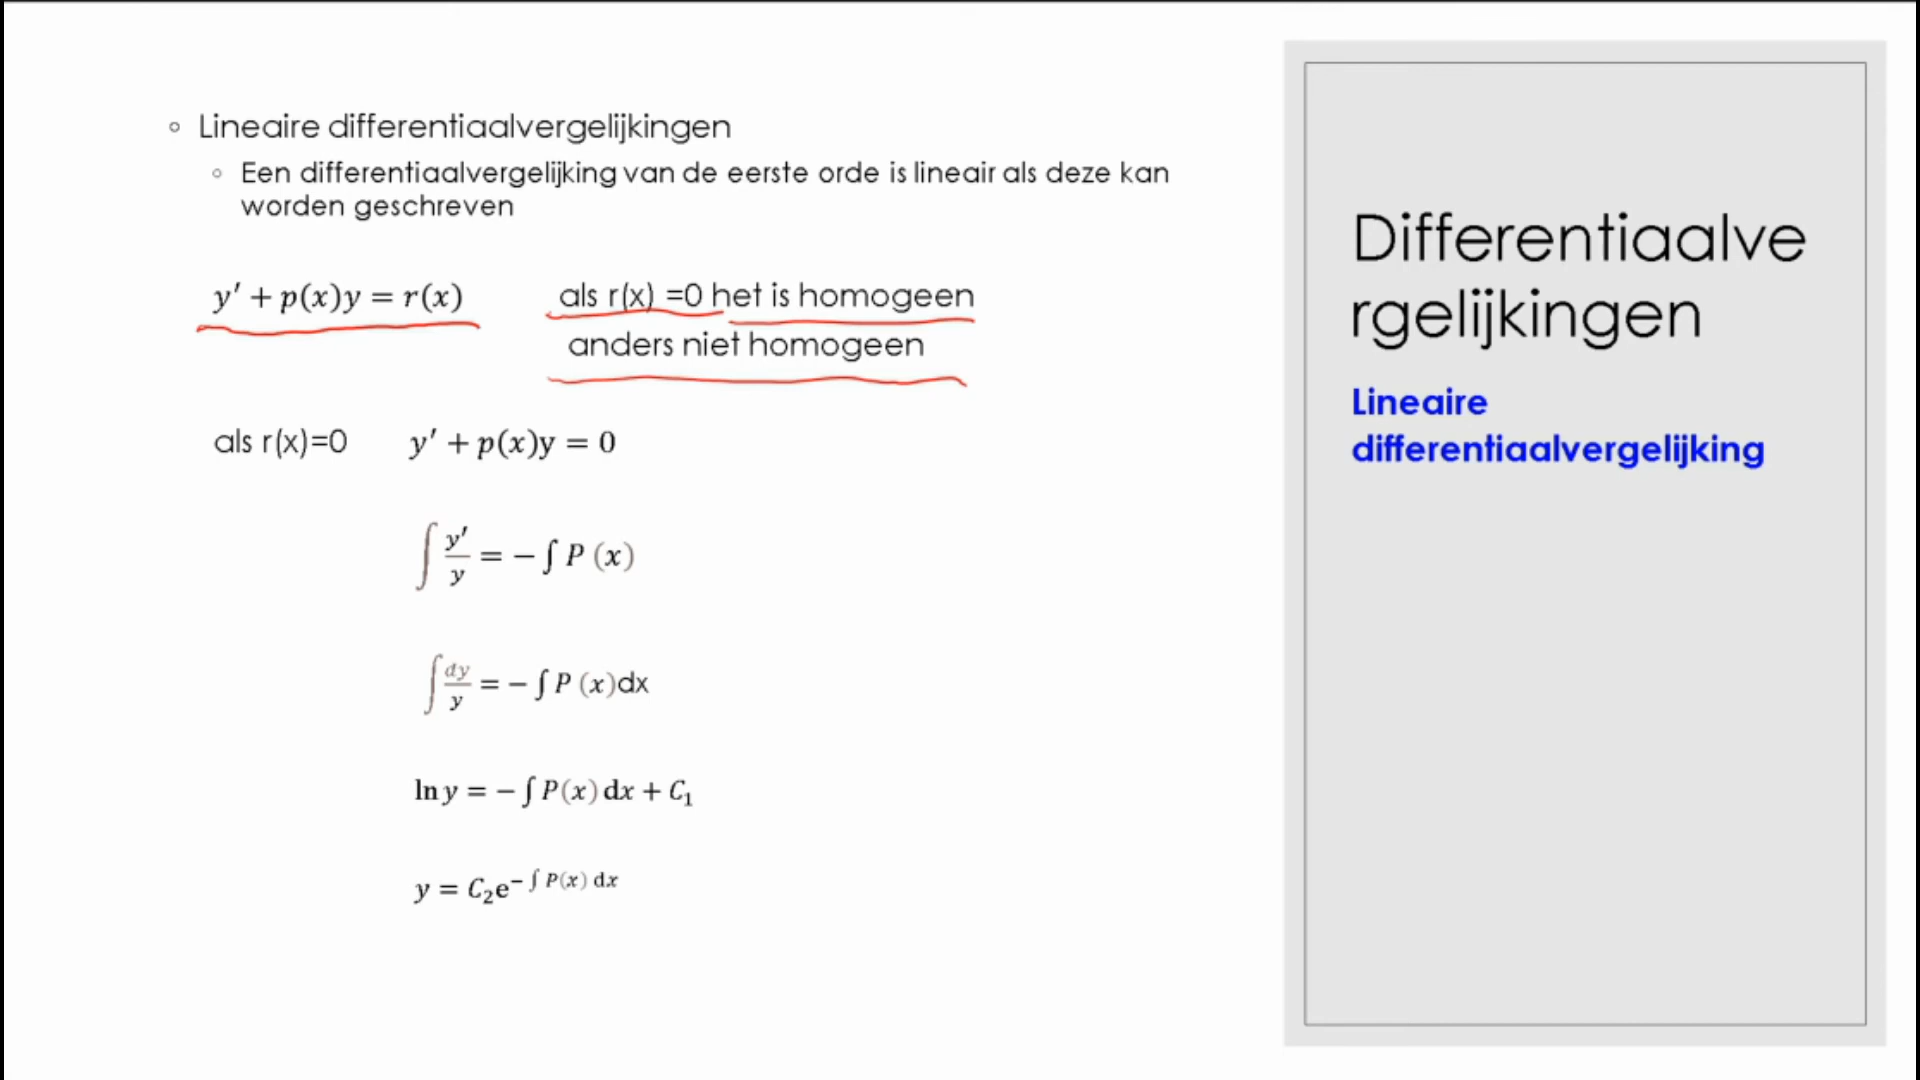 Lineaire differentiaalvergelijkingen
Een differentiaalvergelijking van de eerste orde is lineair als deze kan
worden geschreven
y′ + p(x)y = r(x) als r(x) =0 het is homogeen
anders niet homogeen
als r(x)=0 y′ + p(x)y = 0
∫ y′/y = − ∫ P (x)
∫ dy/y = − ∫ P (x)dx
ln y = − ∫ P(x) dx + C₁
y = C₂e^(− ∫ P(x) dx)
Differentiaalve
rgelijkingen
Lineaire
differentiaalvergelijking